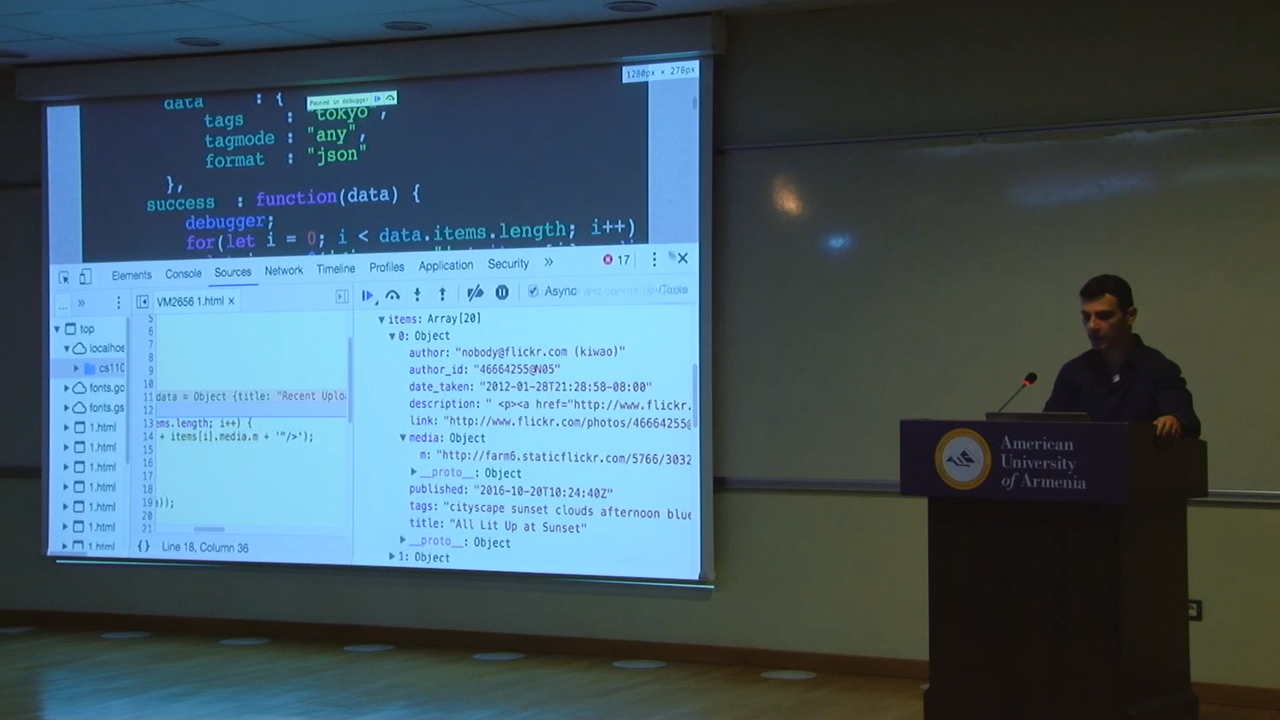 1280px × 278px
data : {
Paused in debugger
tags : "tokyo",
tagmode : "any",
format : "json"
},
success : function(data) {
debugger;
for(let i = 0; i < data.items.length; i++)
Elements Console Sources Network Timeline Profiles Application Security » 17
... » VM2656 1.html × Async
top
localhos
cs110
fonts.go
fonts.gs
1.html
1.html
1.html
1.html
1.html
1.html
1.html
5
6
7
8
9
10
11 data = Object {title: "Recent Uplo
12
13 ems.length; i++) {
14 + items[i].media.m + '"/>');
15
16
17
18
19 ));
20
21
{} Line 18, Column 36
items: Array[20]
0: Object
author: "nobody@flickr.com (kiwao)"
author_id: "46664255@N05"
date_taken: "2012-01-28T21:28:58-08:00"
description: " <p><a href="http://www.flickr.
link: "http://www.flickr.com/photos/46664255@
media: Object
m: "http://farm6.staticflickr.com/5766/3032
__proto__: Object
published: "2016-10-20T10:24:40Z"
tags: "cityscape sunset clouds afternoon blue
title: "All Lit Up at Sunset"
__proto__: Object
1: Object
American
University
of Armenia